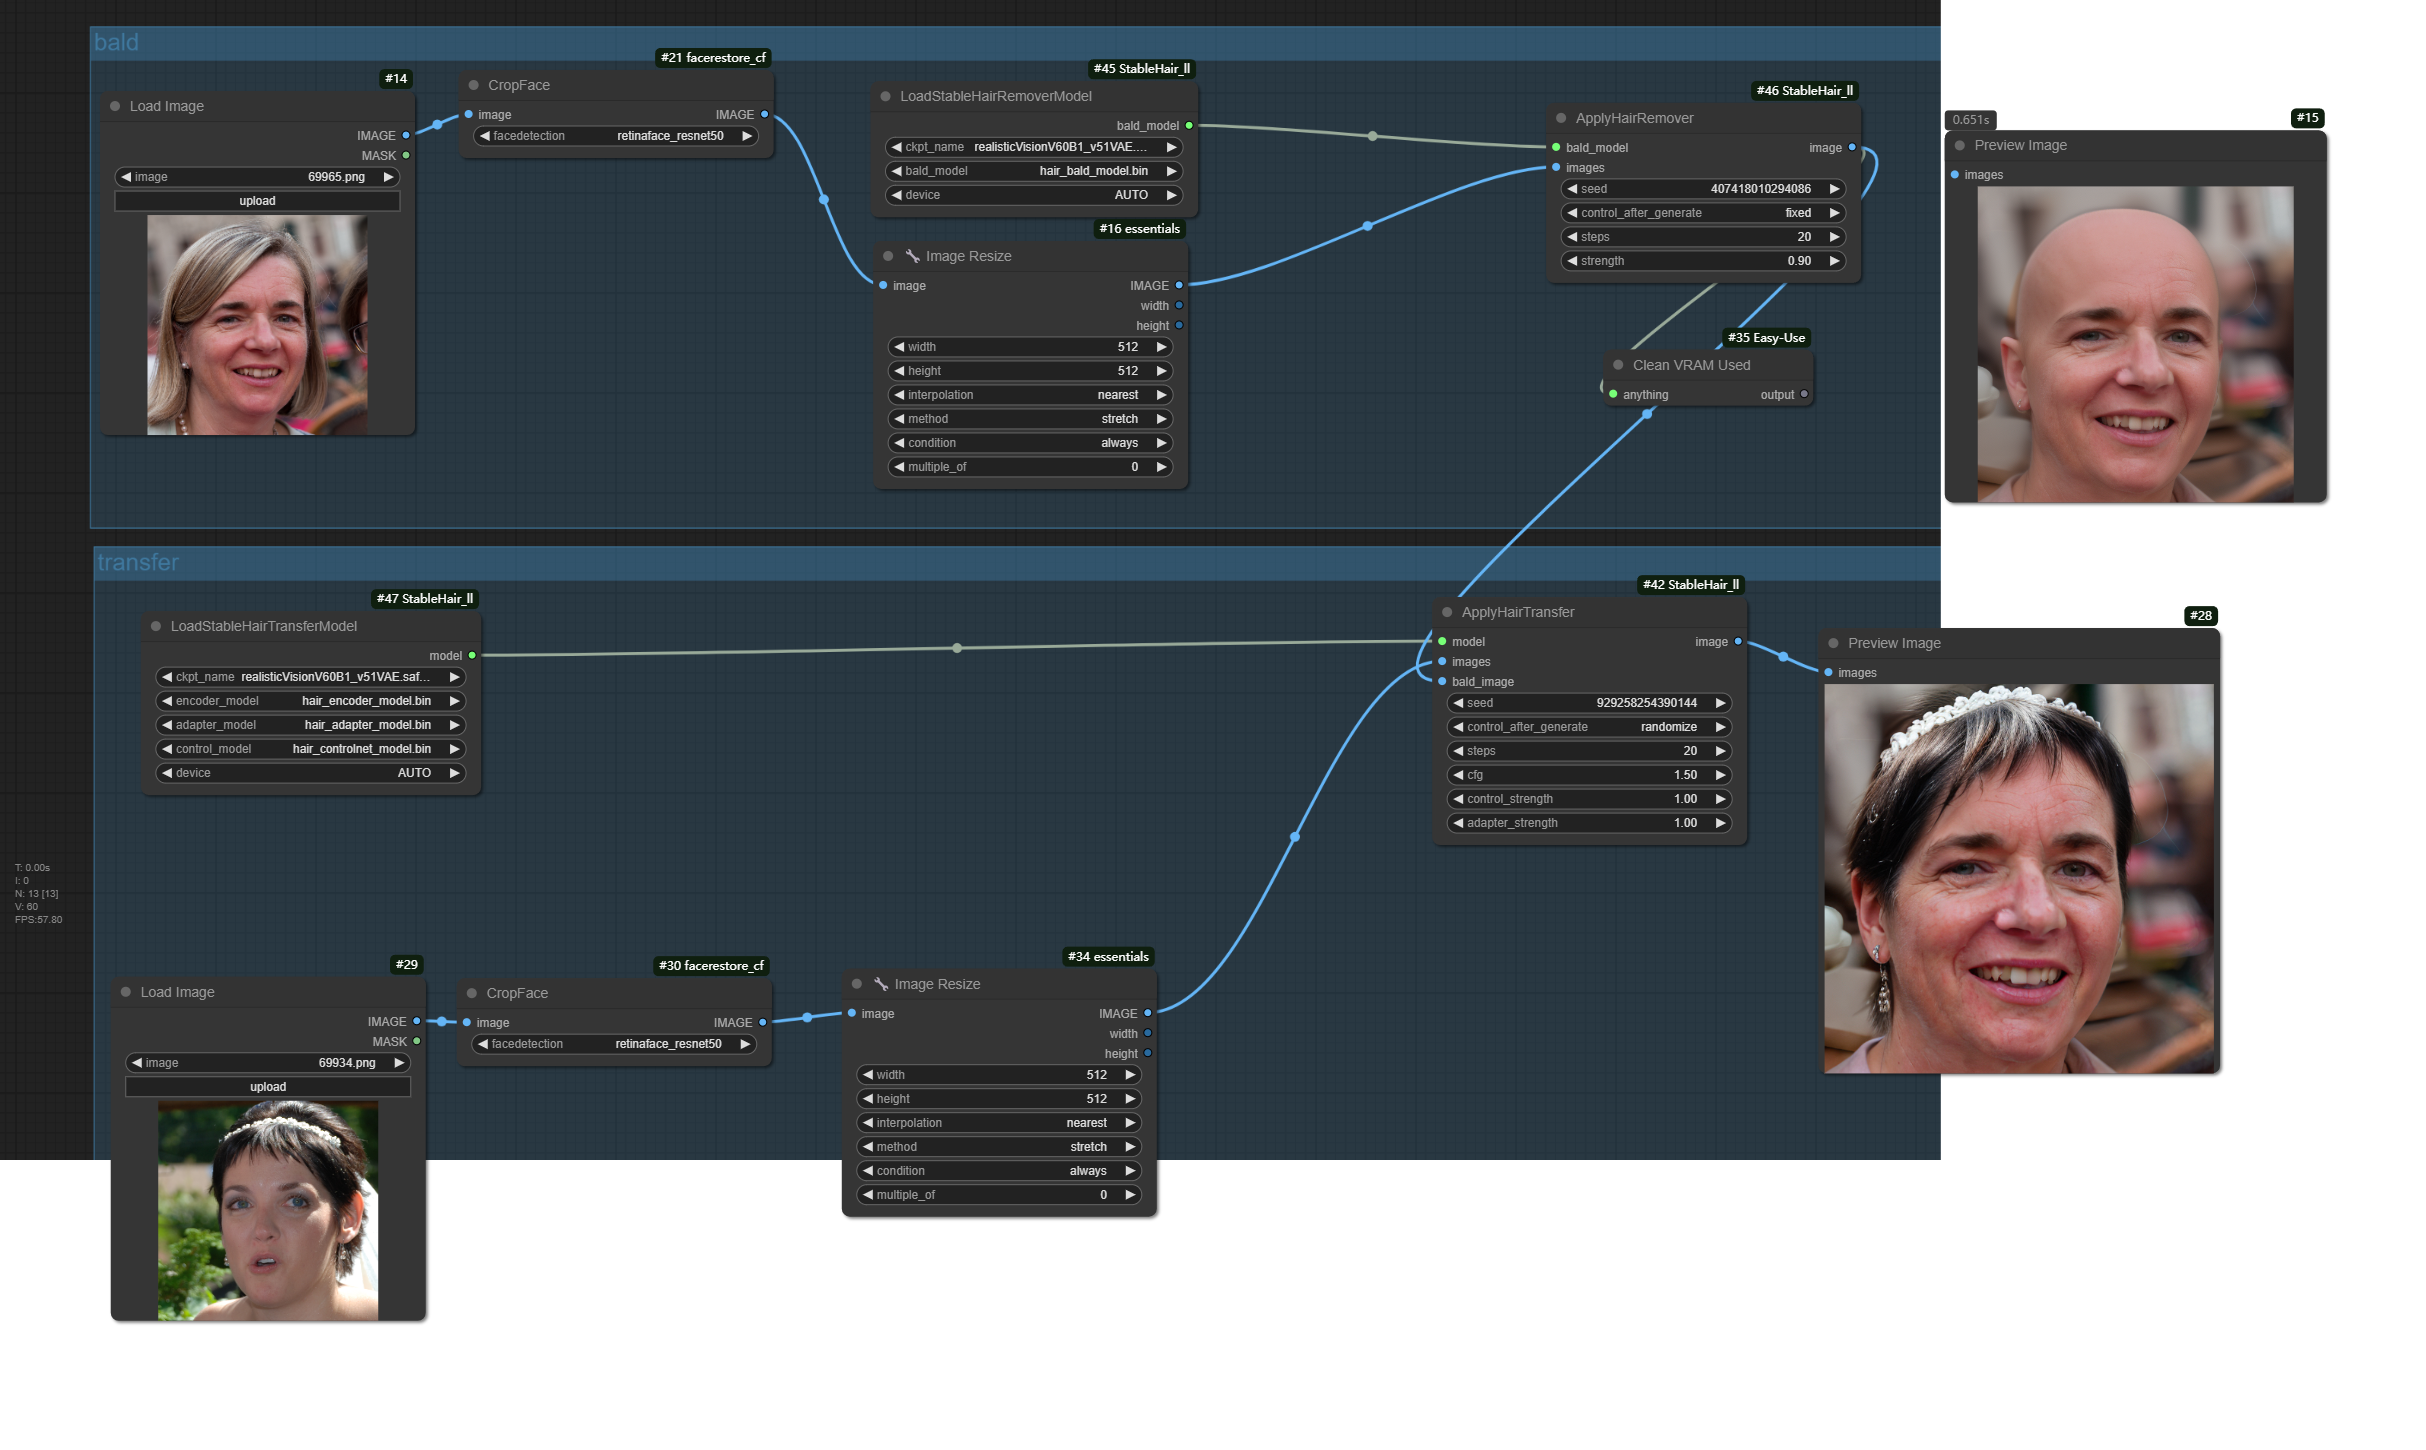 bald
#14
Load Image
IMAGE
MASK
image 69965.png
upload
#21 facerestore_cf
CropFace
image IMAGE
facedetection retinaface_resnet50
#45 StableHair_ll
LoadStableHairRemoverModel
bald_model
ckpt_name realisticVisionV60B1_v51VAE....
bald_model hair_bald_model.bin
device AUTO
#16 essentials
Image Resize
image IMAGE
width
height
width 512
height 512
interpolation nearest
method stretch
condition always
multiple_of 0
#46 StableHair_ll
ApplyHairRemover
bald_model image
images
seed 407418010294086
control_after_generate fixed
steps 20
strength 0.90
#35 Easy-Use
Clean VRAM Used
anything output
0.651s #15
Preview Image
images
transfer
#47 StableHair_ll
LoadStableHairTransferModel
model
ckpt_name realisticVisionV60B1_v51VAE.saf...
encoder_model hair_encoder_model.bin
adapter_model hair_adapter_model.bin
control_model hair_controlnet_model.bin
device AUTO
#42 StableHair_ll
ApplyHairTransfer
model image
images
bald_image
seed 929258254390144
control_after_generate randomize
steps 20
cfg 1.50
control_strength 1.00
adapter_strength 1.00
#28
Preview Image
images
T: 0.00s
I: 0
N: 13 [13]
V: 60
FPS:57.80
#29
Load Image
IMAGE
MASK
image 69934.png
upload
#30 facerestore_cf
CropFace
image IMAGE
facedetection retinaface_resnet50
#34 essentials
Image Resize
image IMAGE
width
height
width 512
height 512
interpolation nearest
method stretch
condition always
multiple_of 0